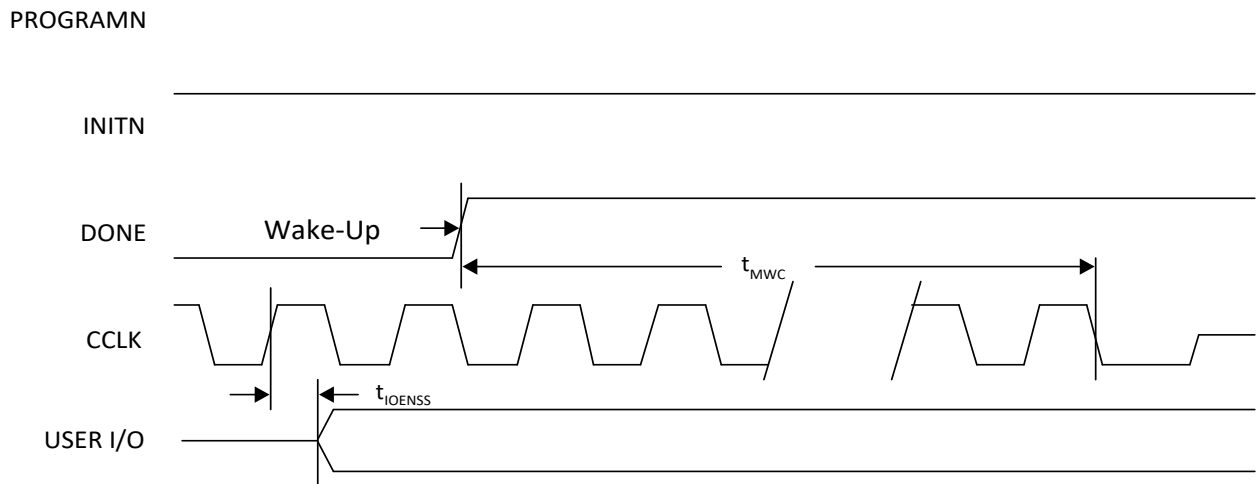 PROGRAMN
INITN
DONE
Wake-Up
tMWC
CCLK
tIOENSS
USER I/O